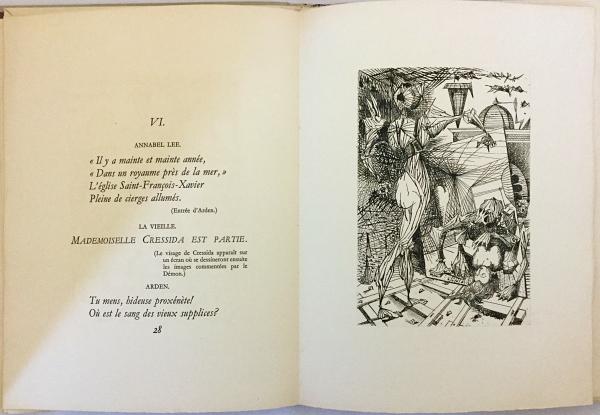 VI.
ANNABEL LEE.
« Il y a mainte et mainte année,
« Dans un royaume près de la mer, »
L'église Saint-François-Xavier
Pleine de cierges allumés.
(Entrée d'Arden.)
LA VIEILLE.
MADEMOISELLE CRESSIDA EST PARTIE.
(Le visage de Cressida apparaît sur
un écran où se dessineront ensuite
les images commentées par le
Démon.)
ARDEN.
Tu mens, hideuse proxénète!
Où est le sang des vieux supplices?
28